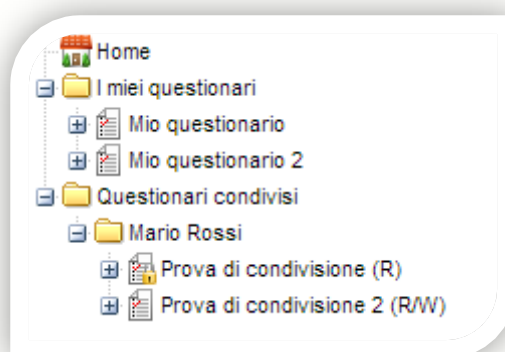 Home
I miei questionari
Mio questionario
Mio questionario 2
Questionari condivisi
Mario Rossi
Prova di condivisione (R)
Prova di condivisione 2 (R/W)